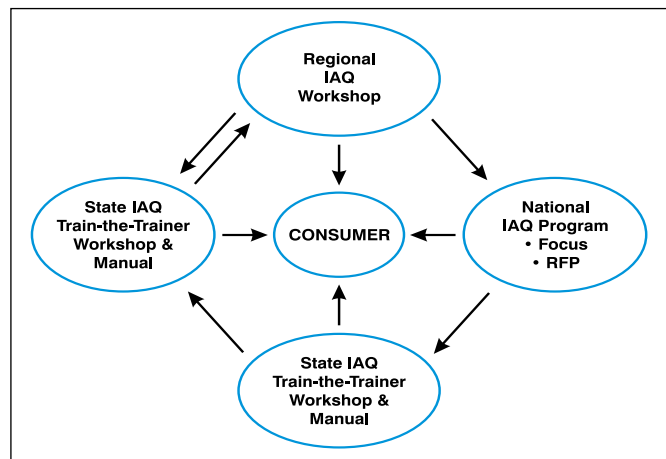 Regional
IAQ
Workshop
State IAQ
Train-the-Trainer
Workshop &
Manual
CONSUMER
National
IAQ Program
• Focus
• RFP
State IAQ
Train-the-Trainer
Workshop &
Manual